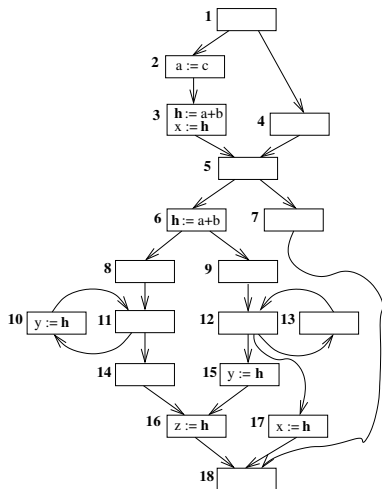 1
2
a := c
3
h := a+b
x := h
4
5
6
h := a+b
7
8
9
10
y := h
11
12
13
14
15
y := h
16
z := h
17
x := h
18